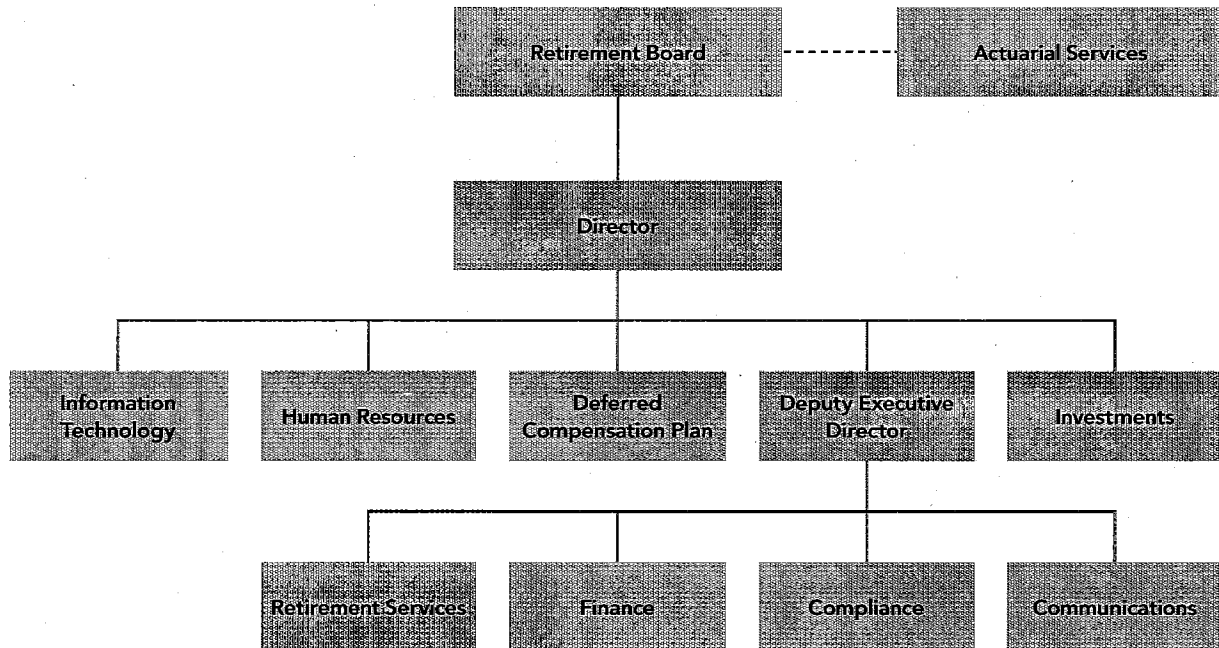 Retirement Board
Actuarial Services
Director
Information
Technology
Human Resources
Deferred
Compensation Plan
Deputy Executive
Director
Investments
Retirement Services
Finance
Compliance
Communications